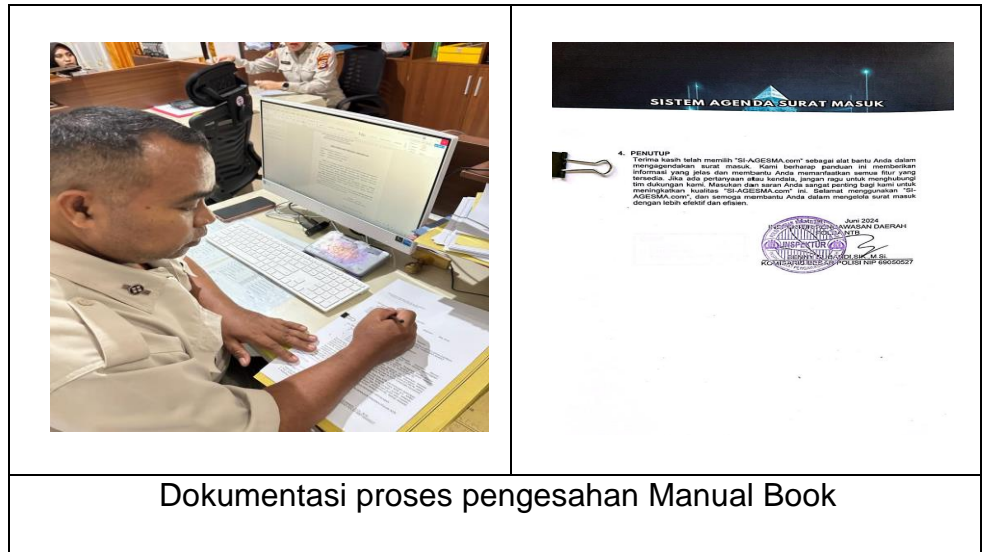 SISTEM AGENDA SURAT MASUK
4. PENUTUP
Terima kasih telah memilih "SI-AGESMA.com" sebagai alat bantu Anda dalam
mengagendakan surat masuk. Kami berharap panduan ini memberikan
informasi yang jelas dan membantu Anda memanfaatkan semua fitur yang
tersedia. Jika ada pertanyaan atau kendala, jangan ragu untuk menghubungi
tim dukungan kami. Masukan dan saran Anda sangat penting bagi kami untuk
meningkatkan kualitas "SI-AGESMA.com" ini. Selamat menggunakan "SI-
AGESMA.com", dan semoga membantu Anda dalam mengelola surat masuk
dengan lebih efektif dan efisien.
Juni 2024
DAERAH
NTB
INSPEKTUR
SIK, M.Si.
KOMISARIS BESAR POLISI NIP 69050527
Dokumentasi proses pengesahan Manual Book